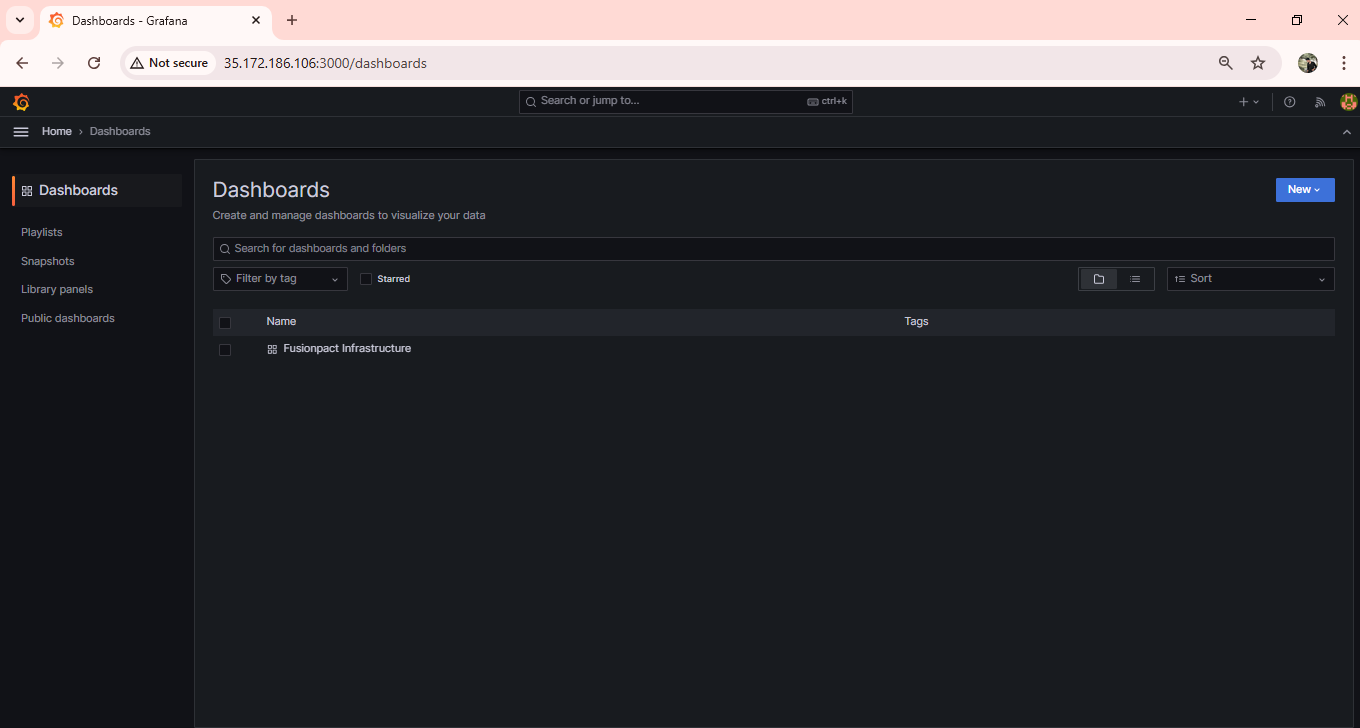 Dashboards - Grafana
Not secure 35.172.186.106:3000/dashboards
Search or jump to... ctrl+k
Home › Dashboards
Dashboards
Playlists
Snapshots
Library panels
Public dashboards
Dashboards
New
Create and manage dashboards to visualize your data
Search for dashboards and folders
Filter by tag Starred Sort
Name Tags
Fusionpact Infrastructure